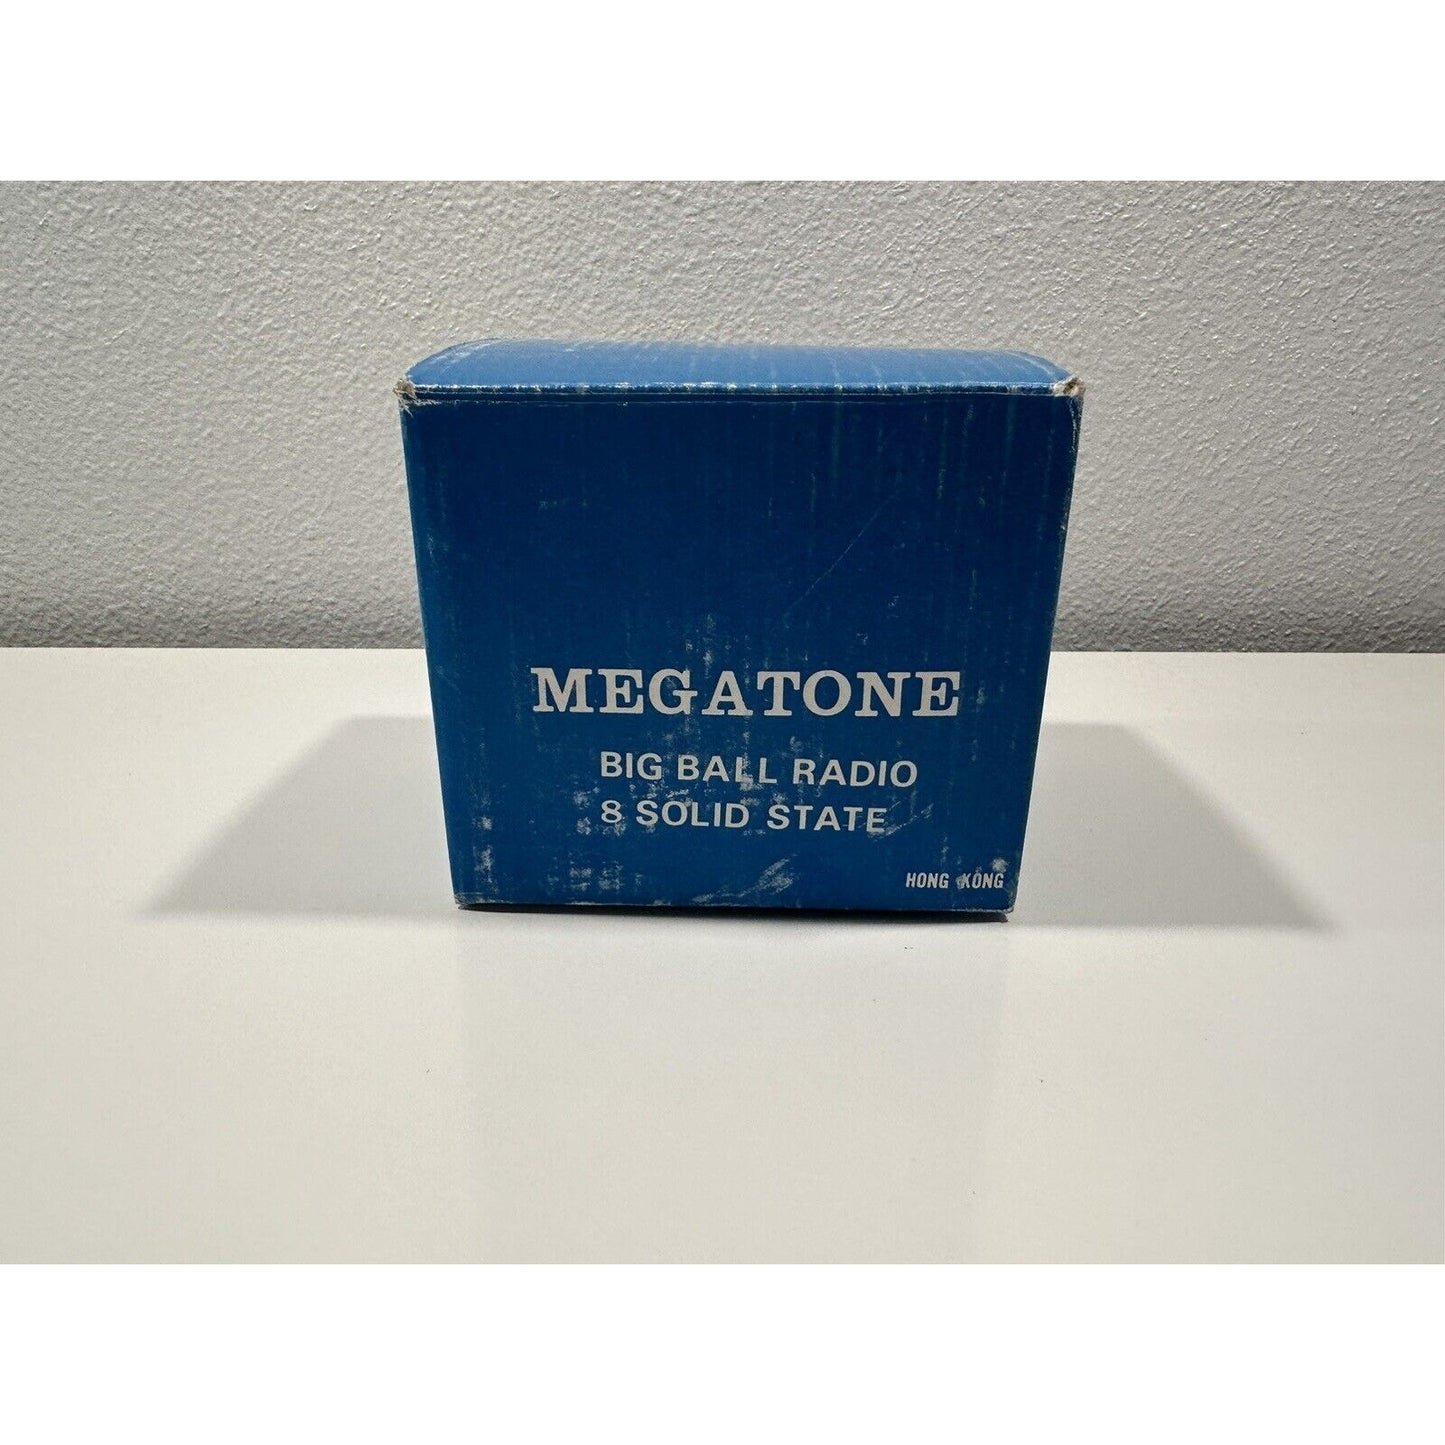 MEGATONE
BIG BALL RADIO
8 SOLID STATE
HONG KONG